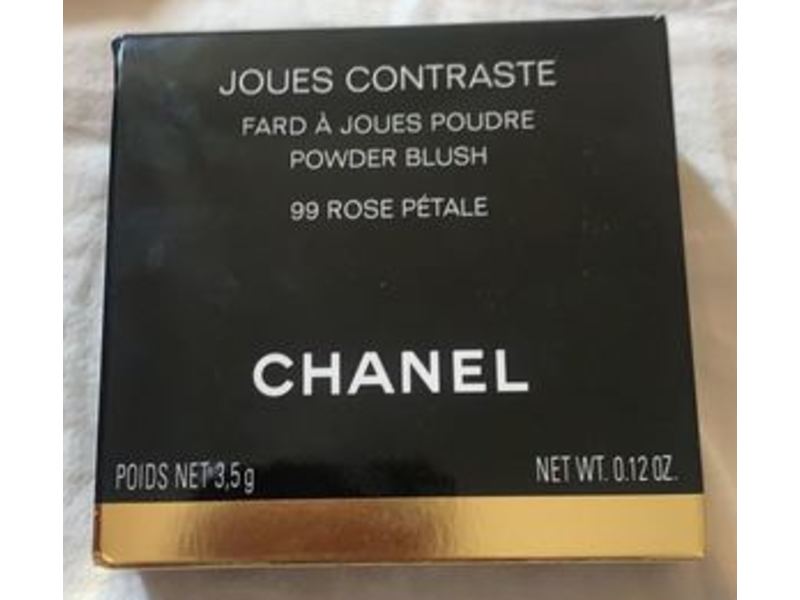 JOUES CONTRASTE
FARD À JOUES POUDRE
POWDER BLUSH
99 ROSE PÉTALE
CHANEL
POIDS NET 3,5 g NET WT. 0.12 OZ.